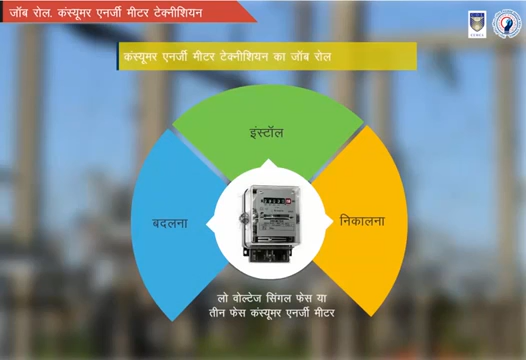 जॉब रोल. कंस्यूमर एनर्जी मीटर टेक्नीशियन
कंस्यूमर एनर्जी मीटर टेक्नीशियन का जॉब रोल
इंस्टॉल
बदलना
निकालना
लो वोल्टेज सिंगल फेस या
तीन फेस कंस्यूमर एनर्जी मीटर